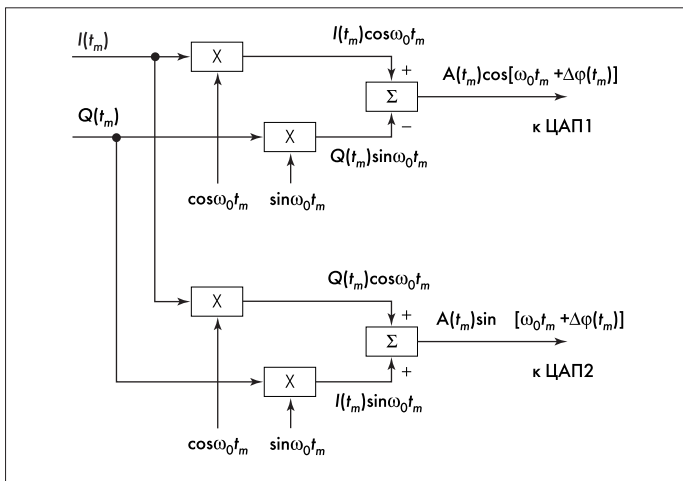 I(tₘ)
I(tₘ)cosω₀tₘ
X
+
A(tₘ)cos[ω₀tₘ +Δφ(tₘ)]
Σ
Q(tₘ)
к ЦАП1
X
−
Q(tₘ)sinω₀tₘ
cosω₀tₘ
sinω₀tₘ
Q(tₘ)cosω₀tₘ
X
+
A(tₘ)sin [ω₀tₘ +Δφ(tₘ)]
Σ
к ЦАП2
X
+
I(tₘ)sinω₀tₘ
cosω₀tₘ
sinω₀tₘ